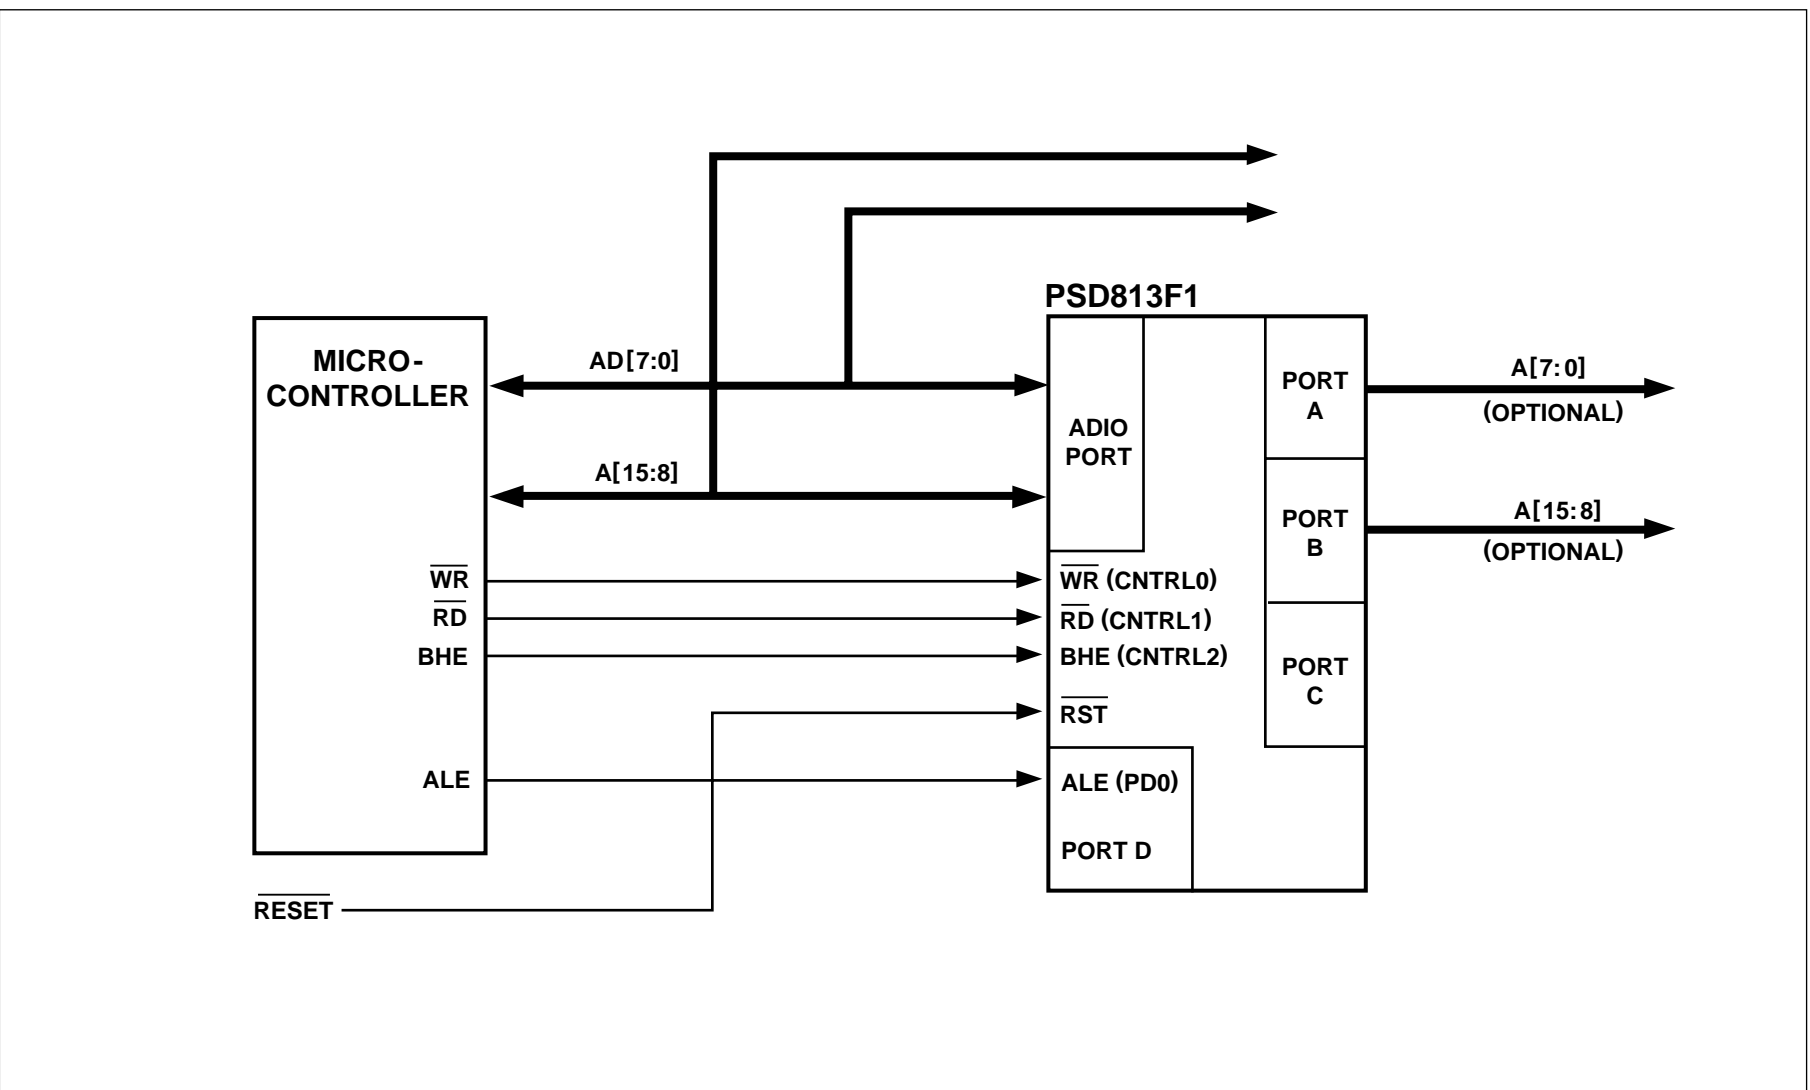 PSD813F1
MICRO-
CONTROLLER
AD[7:0]
A[15:8]
WR
RD
BHE
ALE
RESET
ADIO
PORT
WR (CNTRL0)
RD (CNTRL1)
BHE (CNTRL2)
RST
ALE (PD0)
PORT D
PORT
A
PORT
B
PORT
C
A[7:0]
(OPTIONAL)
A[15:8]
(OPTIONAL)